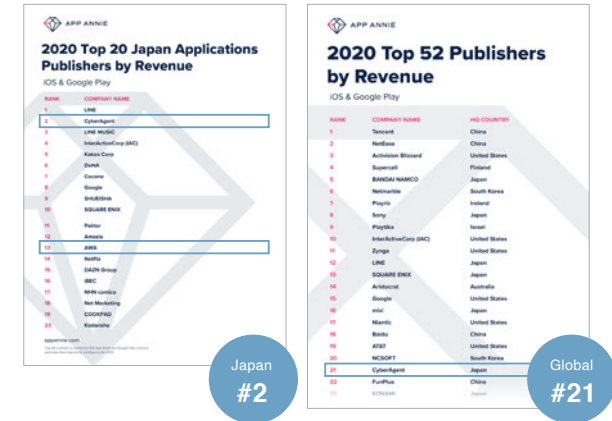 APP ANNIE
2020 Top 20 Japan Applications
Publishers by Revenue
iOS & Google Play
RANK COMPANY NAME
1 LINE
2 CyberAgent
3 LINE MUSIC
4 InterActiveCorp (IAC)
5 Kakao Corp
6 DeNA
7 Cocone
8 Google
9 SHUEISHA
10 SQUARE ENIX
11 Paktor
12 Amazia
13 AWA
14 Netflix
15 DAZN Group
16 IBEC
17 NHN comico
18 Net Marketing
19 COOKPAD
20 Kadokawa
appannie.com
Japan
#2
APP ANNIE
2020 Top 52 Publishers
by Revenue
iOS & Google Play
RANK COMPANY NAME HQ COUNTRY
1 Tencent China
2 NetEase China
3 Activision Blizzard United States
4 Supercell Finland
5 BANDAI NAMCO Japan
6 Netmarble South Korea
7 Playrix Ireland
8 Sony Japan
9 Playtika Israel
10 InterActiveCorp (IAC) United States
11 Zynga United States
12 LINE Japan
13 SQUARE ENIX Japan
14 Aristocrat Australia
15 Google United States
16 mixi Japan
17 Niantic United States
18 Baidu China
19 AT&T United States
20 NCSOFT South Korea
21 CyberAgent Japan
22 FunPlus China
23 KONAMI Japan
Global
#21